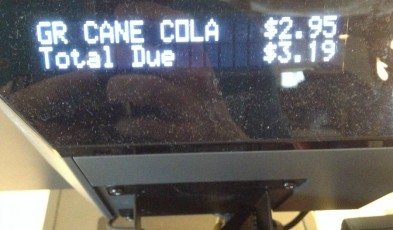 GR CANE COLA $2.95
Total Due $3.19